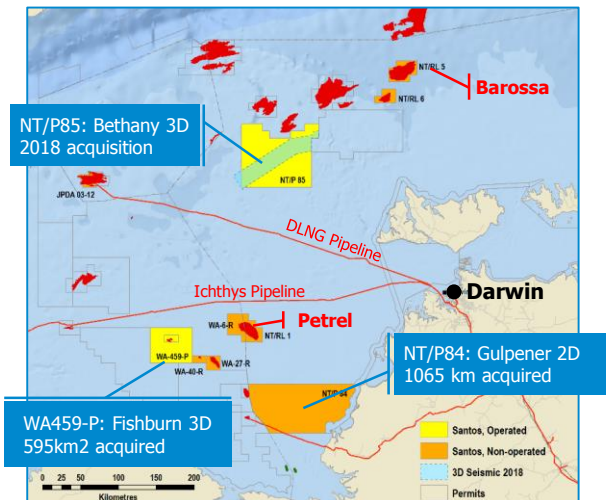 NT/RL 5
Barossa
NT/RL 6
NT/P85: Bethany 3D
2018 acquisition
NT/P 85
JPDA 03-12
DLNG Pipeline
Ichthys Pipeline
Darwin
WA-6-R
Petrel
NT/RL 1
WA-459-P
WA-27-R
WA-40-R
NT/P84: Gulpener 2D
1065 km acquired
NT/P 84
WA459-P: Fishburn 3D
595km2 acquired
Santos, Operated
Santos, Non-operated
3D Seismic 2018
Permits
0 25 50 100 150 200
Kilometres